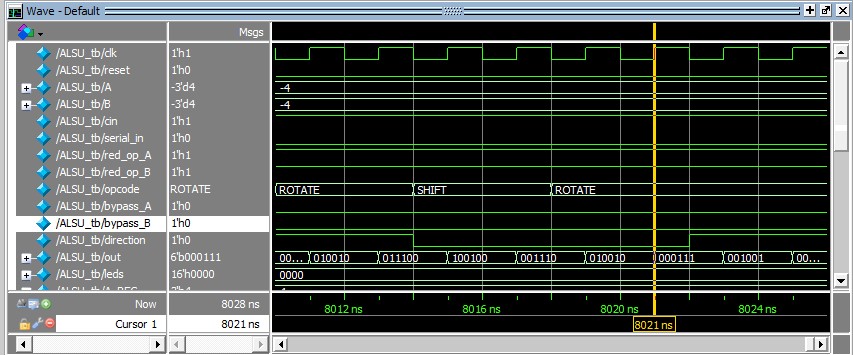 Wave - Default
Msgs
/ALSU_tb/clk 1'h1
/ALSU_tb/reset 1'h0
/ALSU_tb/A -3'd4 -4
/ALSU_tb/B -3'd4 -4
/ALSU_tb/cin 1'h1
/ALSU_tb/serial_in 1'h0
/ALSU_tb/red_op_A 1'h1
/ALSU_tb/red_op_B 1'h1
/ALSU_tb/opcode ROTATE ROTATE SHIFT ROTATE
/ALSU_tb/bypass_A 1'h0
/ALSU_tb/bypass_B 1'h0
/ALSU_tb/direction 1'h0
/ALSU_tb/out 6'b000111 00... 010010 011100 100100 001110 010010 000111 001001 00...
/ALSU_tb/leds 16'h0000 0000
Now 8028 ns 8012 ns 8016 ns 8020 ns 8024 ns
Cursor 1 8021 ns 8021 ns